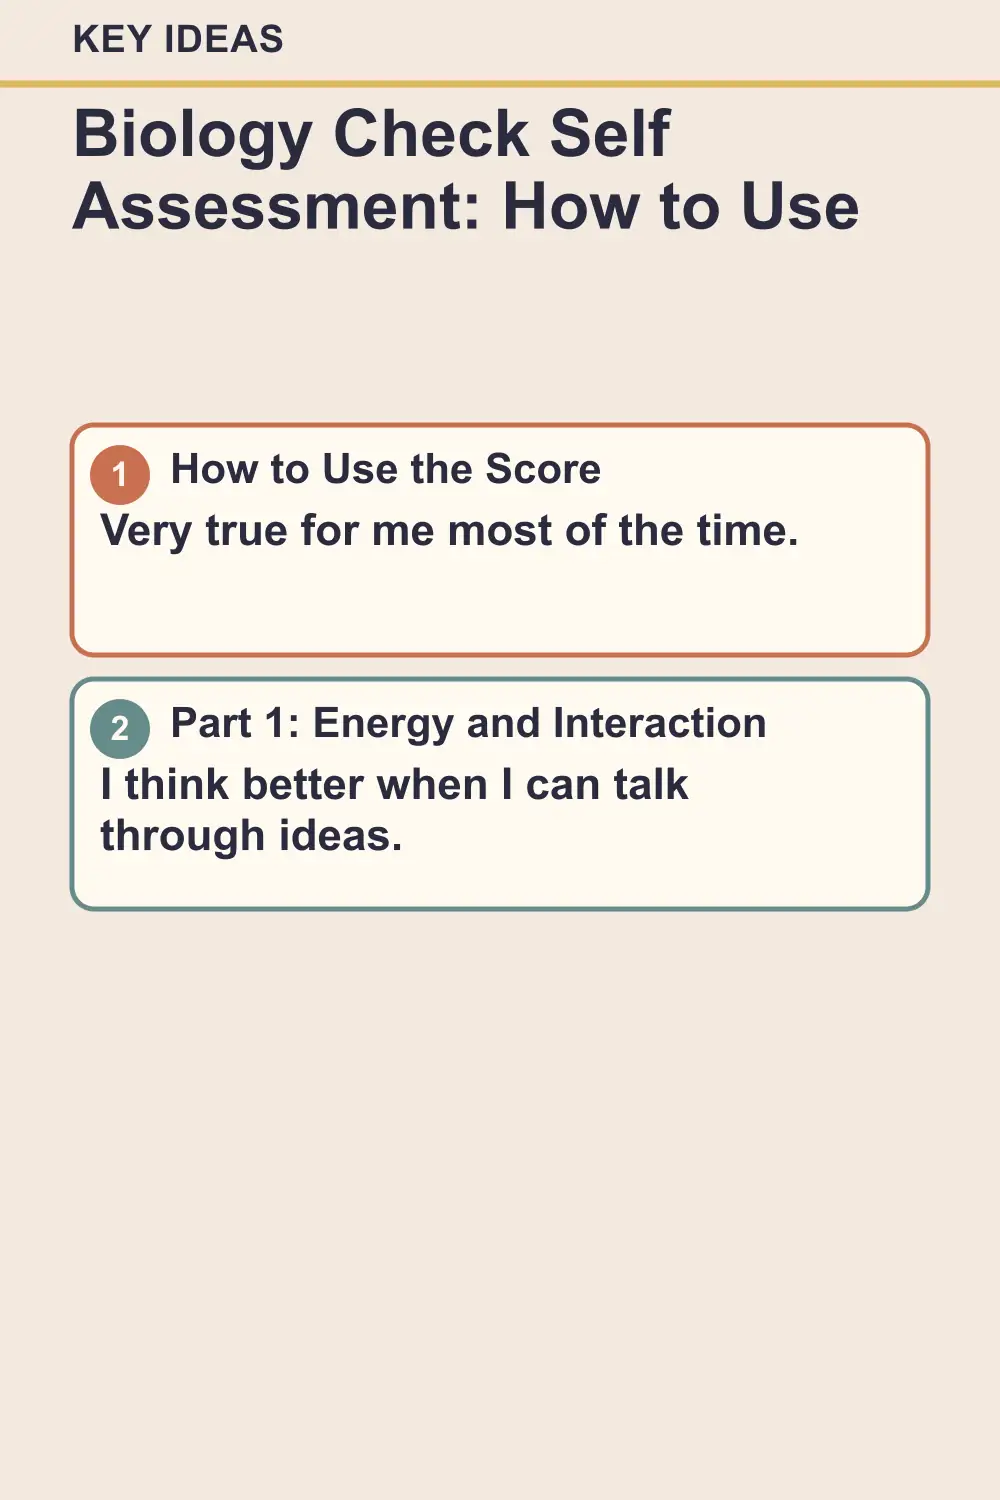 KEY IDEAS
Biology Check Self
Assessment: How to Use
1 How to Use the Score
Very true for me most of the time.
2 Part 1: Energy and Interaction
I think better when I can talk
through ideas.